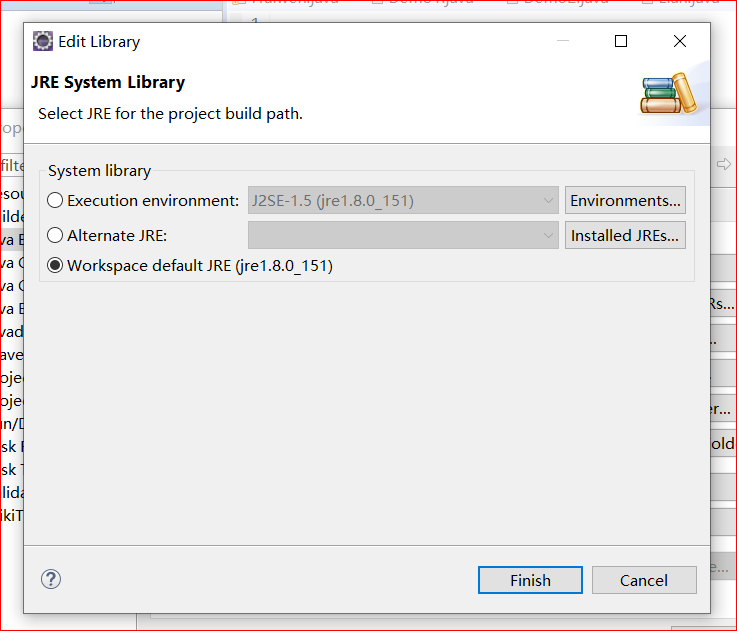 Edit Library
JRE System Library
Select JRE for the project build path.
System library
Execution environment: J2SE-1.5 (jre1.8.0_151) Environments...
Alternate JRE: Installed JREs...
Workspace default JRE (jre1.8.0_151)
?
Finish Cancel